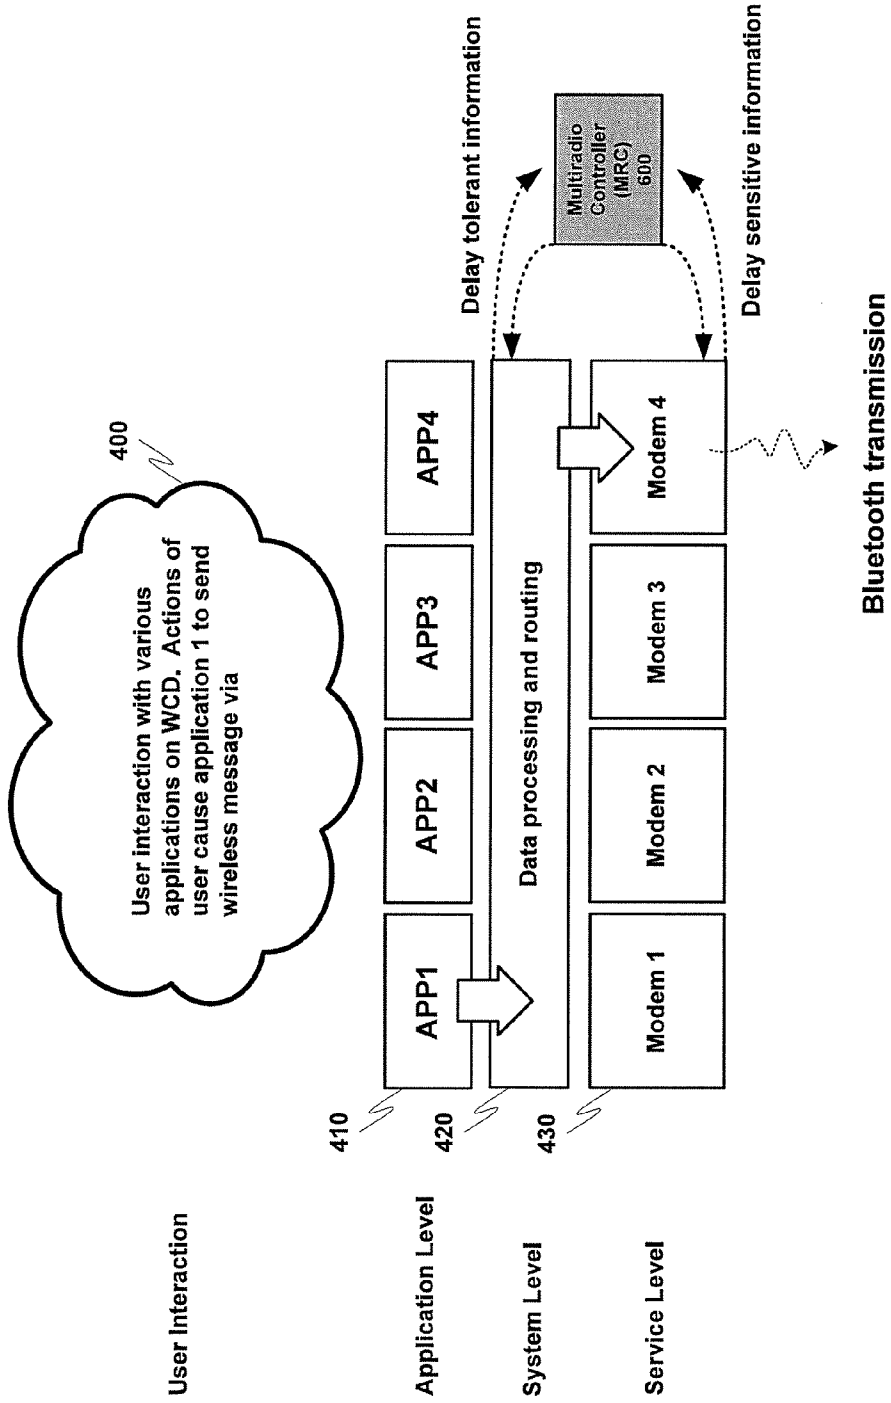 User Interaction
400
User interaction with various
applications on WCD. Actions of
user cause application 1 to send
wireless message via
Application Level
410
APP1
APP2
APP3
APP4
System Level
420
Data processing and routing
Delay tolerant information
Multiradio
Controller
(MRC)
600
Service Level
430
Modem 1
Modem 2
Modem 3
Modem 4
Delay sensitive information
Bluetooth transmission